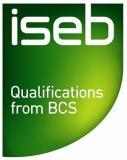 iseb
Qualifications
from BCS